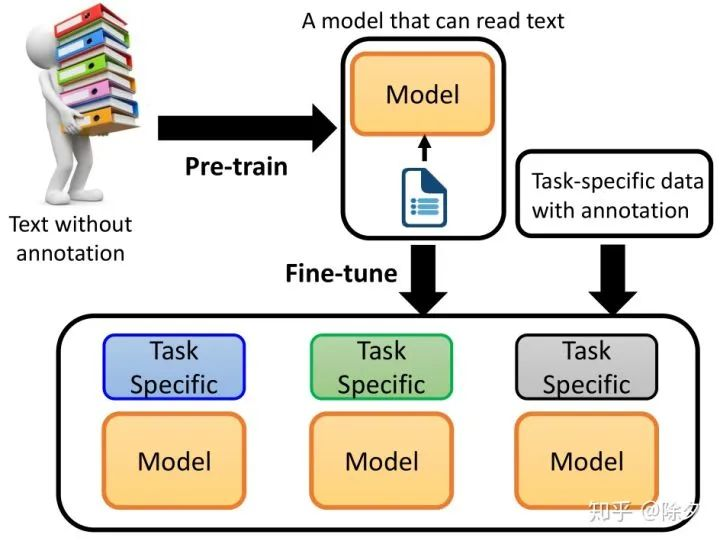 A model that can read text
Model
Pre-train
Text without
annotation
Task-specific data
with annotation
Fine-tune
Task
Specific
Task
Specific
Task
Specific
Model
Model
Model
知乎 @除夕